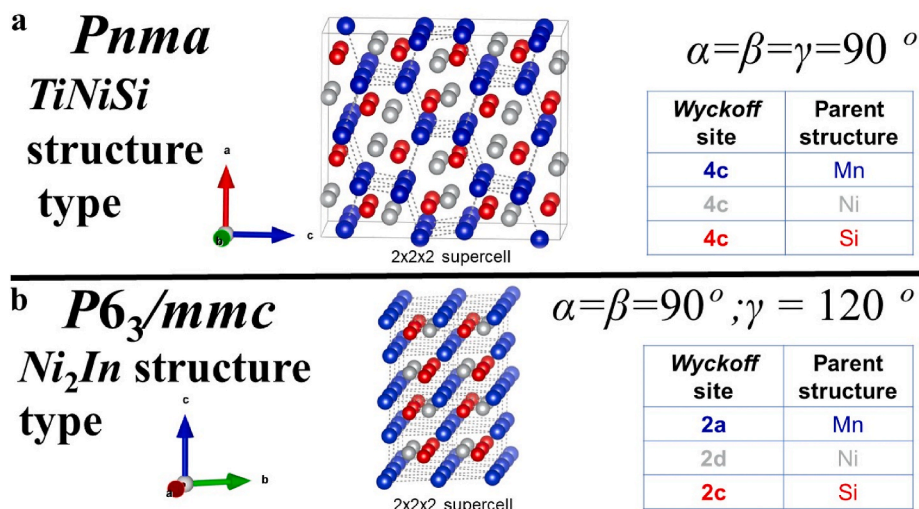 a
Pnma
TiNiSi
structure
type
a
b
c
2x2x2 supercell
α=β=γ=90 °
Wyckoff site Parent structure
4c Mn
4c Ni
4c Si
b
P6₃/mmc
Ni₂In structure
type
c
a
b
2x2x2 supercell
α=β=90° ;γ = 120 °
Wyckoff site Parent structure
2a Mn
2d Ni
2c Si